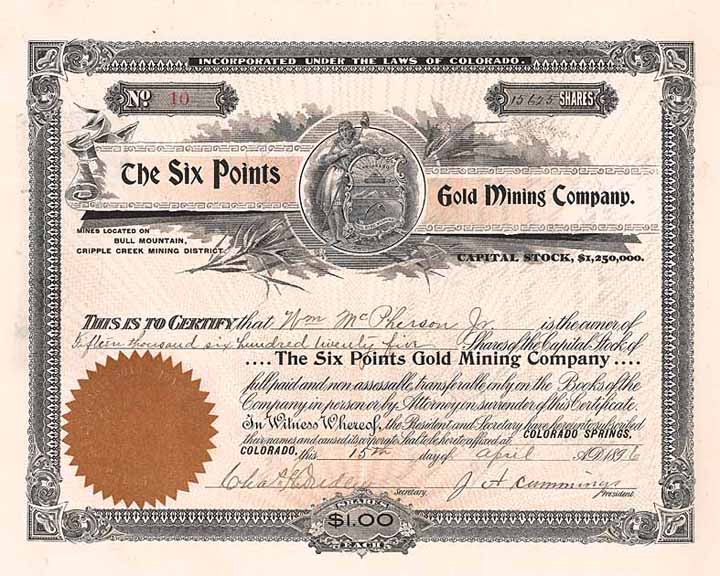 INCORPORATED UNDER THE LAWS OF COLORADO.
No 10
15625 SHARES
The Six Points
Gold Mining Company.
MINES LOCATED ON
BULL MOUNTAIN,
CRIPPLE CREEK MINING DISTRICT.
CAPITAL STOCK, $1,250,000.
THIS IS TO CERTIFY, that Wm McPherson Jr is the owner of
Fifteen thousand six hundred twenty five Shares of the Capital Stock of
....The Six Points Gold Mining Company....
full paid and non assessable, transferable only on the Books of the
Company in person or by Attorney on surrender of this Certificate.
In Witness Whereof, the President and Secretary have hereunto subscribed
their names and caused its corporate Seal to be hereto affixed at COLORADO SPRINGS,
COLORADO, this 15th day of April A.D. 1896
Secretary. J A Cummings President.
SHARES
$1.00
EACH